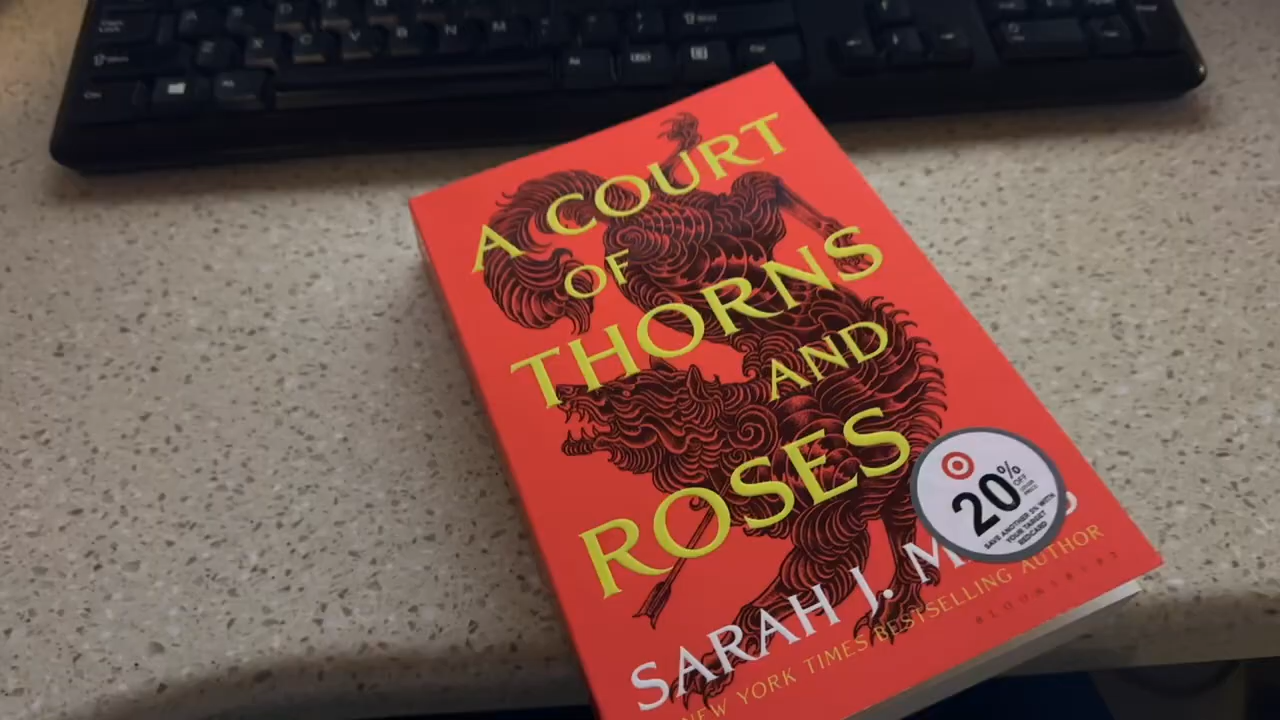 A COURT
OF
THORNS
AND
ROSES
20%
OFF
SAVE ANOTHER 5% WITH
YOUR TARGET
REDCARD
SARAH J.
NEW YORK TIMES BESTSELLING AUTHOR
BLOOMSBURY
Z X C V B N M